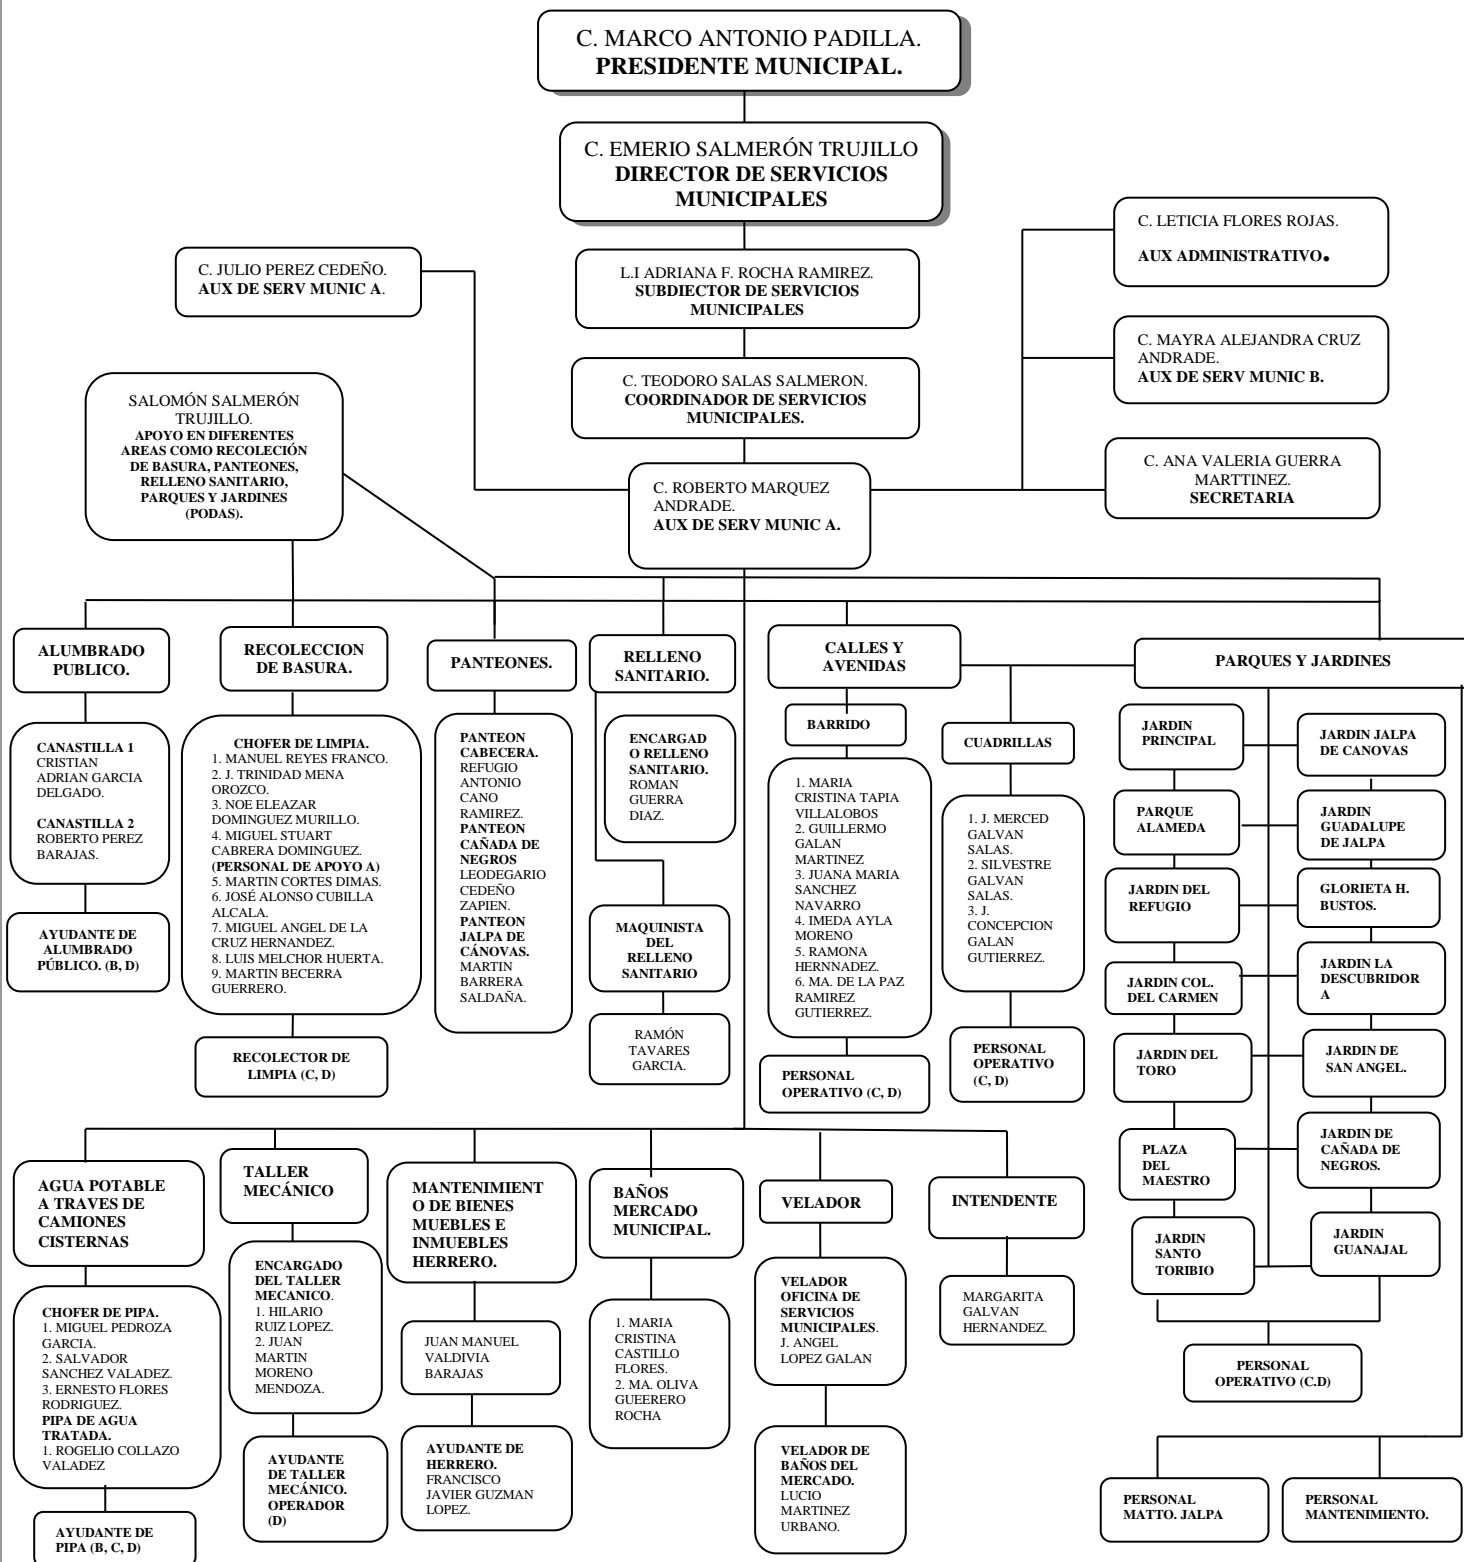 C. MARCO ANTONIO PADILLA.
PRESIDENTE MUNICIPAL.
C. EMERIO SALMERÓN TRUJILLO
DIRECTOR DE SERVICIOS
MUNICIPALES
C. LETICIA FLORES ROJAS.
AUX ADMINISTRATIVO.
C. JULIO PEREZ CEDEÑO.
AUX DE SERV MUNIC A.
L.I ADRIANA F. ROCHA RAMIREZ.
SUBDIECTOR DE SERVICIOS
MUNICIPALES
C. MAYRA ALEJANDRA CRUZ
ANDRADE.
AUX DE SERV MUNIC B.
C. TEODORO SALAS SALMERON.
COORDINADOR DE SERVICIOS
MUNICIPALES.
SALOMÓN SALMERÓN
TRUJILLO.
APOYO EN DIFERENTES
AREAS COMO RECOLECIÓN
DE BASURA, PANTEONES,
RELLENO SANITARIO,
PARQUES Y JARDINES
(PODAS).
C. ROBERTO MARQUEZ
ANDRADE.
AUX DE SERV MUNIC A.
C. ANA VALERIA GUERRA
MARTTINEZ.
SECRETARIA
ALUMBRADO
PUBLICO.
RECOLECCION
DE BASURA.
PANTEONES.
RELLENO
SANITARIO.
CALLES Y
AVENIDAS
PARQUES Y JARDINES
CANASTILLA 1
CRISTIAN
ADRIAN GARCIA
DELGADO.
CANASTILLA 2
ROBERTO PEREZ
BARAJAS.
AYUDANTE DE
ALUMBRADO
PÚBLICO. (B, D)
CHOFER DE LIMPIA.
1. MANUEL REYES FRANCO.
2. J. TRINIDAD MENA
OROZCO.
3. NOE ELEAZAR
DOMINGUEZ MURILLO.
4. MIGUEL STUART
CABRERA DOMINGUEZ.
(PERSONAL DE APOYO A)
5. MARTIN CORTES DIMAS.
6. JOSÉ ALONSO CUBILLA
ALCALA.
7. MIGUEL ANGEL DE LA
CRUZ HERNANDEZ.
8. LUIS MELCHOR HUERTA.
9. MARTIN BECERRA
GUERRERO.
RECOLECTOR DE
LIMPIA (C, D)
PANTEON
CABECERA.
REFUGIO
ANTONIO
CANO
RAMIREZ.
PANTEON
CAÑADA DE
NEGROS
LEODEGARIO
CEDEÑO
ZAPIEN.
PANTEON
JALPA DE
CÁNOVAS.
MARTIN
BARRERA
SALDAÑA.
ENCARGAD
O RELLENO
SANITARIO.
ROMAN
GUERRA
DIAZ.
MAQUINISTA
DEL
RELLENO
SANITARIO
RAMÓN
TAVARES
GARCIA.
BARRIDO
1. MARIA
CRISTINA TAPIA
VILLALOBOS
2. GUILLERMO
GALAN
MARTINEZ
3. JUANA MARIA
SANCHEZ
NAVARRO
4. IMEDA AYLA
MORENO
5. RAMONA
HERNNADEZ.
6. MA. DE LA PAZ
RAMIREZ
GUTIERREZ.
PERSONAL
OPERATIVO (C, D)
CUADRILLAS
1. J. MERCED
GALVAN
SALAS.
2. SILVESTRE
GALVAN
SALAS.
3. J.
CONCEPCION
GALAN
GUTIERREZ.
PERSONAL
OPERATIVO
(C, D)
JARDIN
PRINCIPAL
JARDIN JALPA
DE CANOVAS
PARQUE
ALAMEDA
JARDIN
GUADALUPE
DE JALPA
JARDIN DEL
REFUGIO
GLORIETA H.
BUSTOS.
JARDIN COL.
DEL CARMEN
JARDIN LA
DESCUBRIDOR
A
JARDIN DEL
TORO
JARDIN DE
SAN ANGEL.
PLAZA
DEL
MAESTRO
JARDIN DE
CAÑADA DE
NEGROS.
JARDIN
SANTO
TORIBIO
JARDIN
GUANAJAL
PERSONAL
OPERATIVO (C.D)
PERSONAL
MATTO. JALPA
PERSONAL
MANTENIMIENTO.
AGUA POTABLE
A TRAVES DE
CAMIONES
CISTERNAS
CHOFER DE PIPA.
1. MIGUEL PEDROZA
GARCIA.
2. SALVADOR
SANCHEZ VALADEZ.
3. ERNESTO FLORES
RODRIGUEZ.
PIPA DE AGUA
TRATADA.
1. ROGELIO COLLAZO
VALADEZ
AYUDANTE DE
PIPA (B, C, D)
TALLER
MECÁNICO
ENCARGADO
DEL TALLER
MECANICO.
1. HILARIO
RUIZ LOPEZ.
2. JUAN
MARTIN
MORENO
MENDOZA.
AYUDANTE
DE TALLER
MECÁNICO.
OPERADOR
(D)
MANTENIMIENT
O DE BIENES
MUEBLES E
INMUEBLES
HERRERO.
JUAN MANUEL
VALDIVIA
BARAJAS
AYUDANTE DE
HERRERO.
FRANCISCO
JAVIER GUZMAN
LOPEZ.
BAÑOS
MERCADO
MUNICIPAL.
1. MARIA
CRISTINA
CASTILLO
FLORES.
2. MA. OLIVA
GUEERERO
ROCHA
VELADOR
VELADOR
OFICINA DE
SERVICIOS
MUNICIPALES.
J. ANGEL
LOPEZ GALAN
VELADOR DE
BAÑOS DEL
MERCADO.
LUCIO
MARTINEZ
URBANO.
INTENDENTE
MARGARITA
GALVAN
HERNANDEZ.